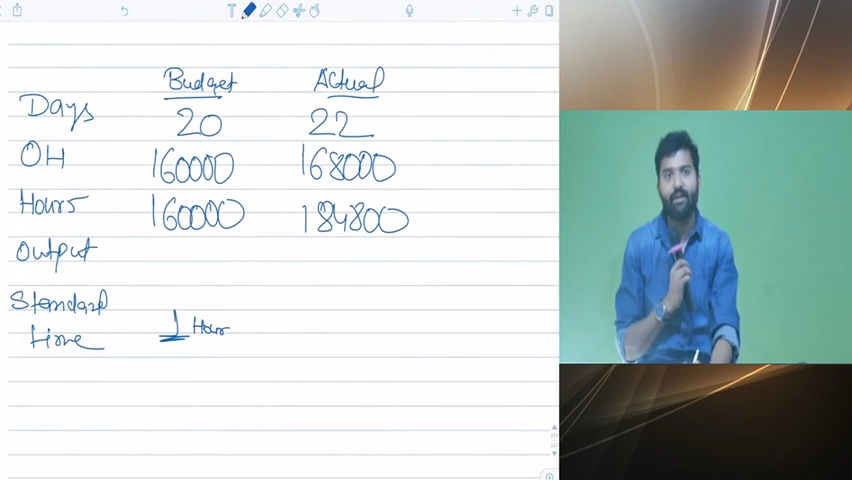 Budget Actual
Days 20 22
OH 160000 168000
Hours 160000 184800
Output
Standard
time 1 Hour